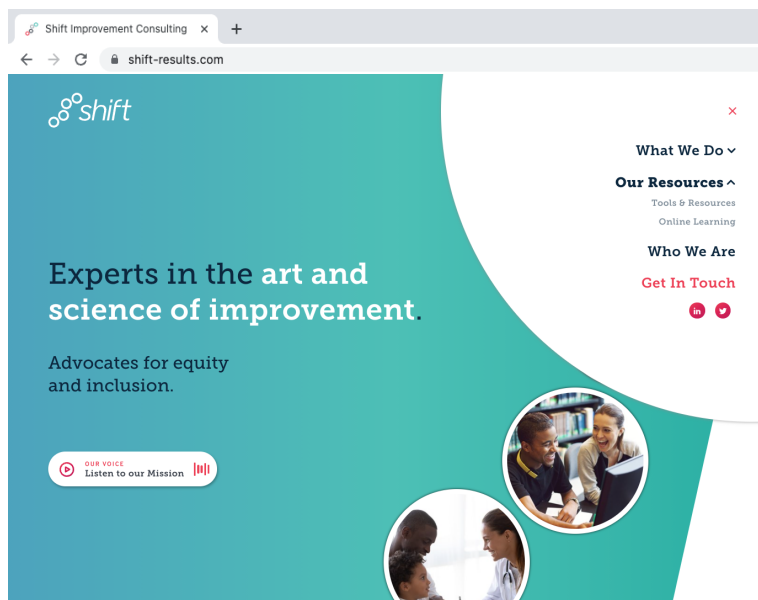 Shift Improvement Consulting
shift-results.com
shift
What We Do
Our Resources
Tools & Resources
Online Learning
Who We Are
Get In Touch
in
Experts in the art and
science of improvement.
Advocates for equity
and inclusion.
OUR VOICE
Listen to our Mission